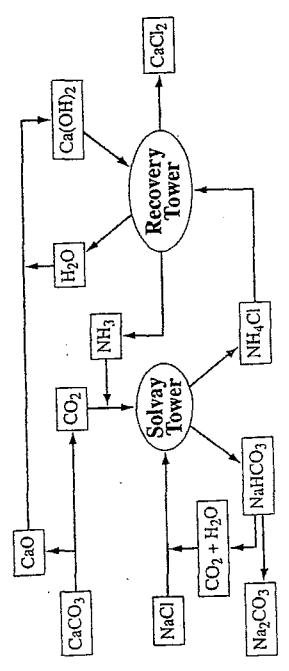 CaCO3
CaO
CO2
NH3
H2O
Ca(OH)2
NaCl
CO2 + H2O
Na2CO3
NaHCO3
Solvay
Tower
NH4Cl
Recovery
Tower
CaCl2